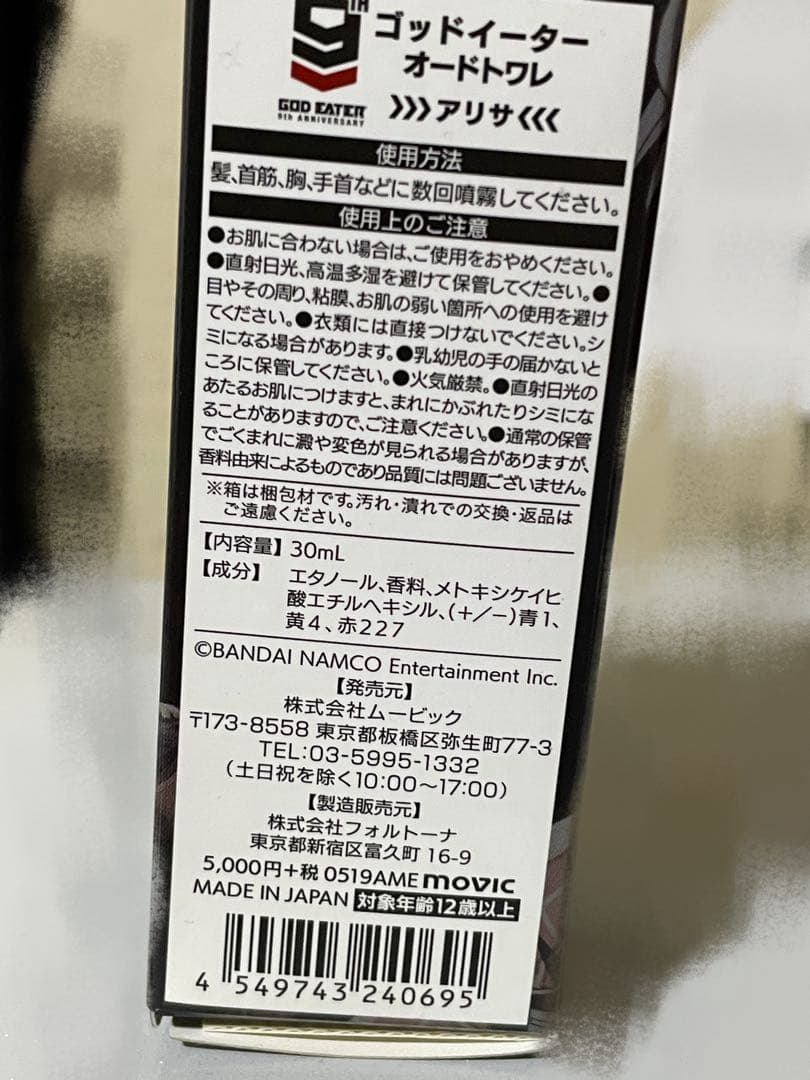 9TH
GOD EATER
9th ANNIVERSARY
ゴッドイーター
オードトワレ
>>>アリサ<<<
使用方法
髪、首筋、胸、手首などに数回噴霧してください。
使用上のご注意
●お肌に合わない場合は、ご使用をおやめください。
●直射日光、高温多湿を避けて保管してください。●
目やその周り、粘膜、お肌の弱い箇所への使用を避け
てください。●衣類には直接つけないでください。シ
ミになる場合があります。●乳幼児の手の届かないと
ころに保管してください。●火気厳禁。●直射日光の
あたるお肌につけますと、まれにかぶれたりシミにな
ることがありますので、ご注意ください。●通常の保管
でごくまれに澱や変色が見られる場合がありますが、
香料由来によるものであり品質には問題ございません。
※箱は梱包材です。汚れ・潰れでの交換・返品は
ご遠慮ください。
【内容量】 30mL
【成分】 エタノール、香料、メトキシケイヒ
酸エチルヘキシル、(+/−)青1、
黄4、赤227
©BANDAI NAMCO Entertainment Inc.
【発売元】
株式会社ムービック
〒173-8558 東京都板橋区弥生町77-3
TEL:03-5995-1332
(土日祝を除く10:00〜17:00)
【製造販売元】
株式会社フォルトーナ
東京都新宿区富久町 16-9
5,000円+税 0519AME movic
MADE IN JAPAN 対象年齢12歳以上
4 549743 240695